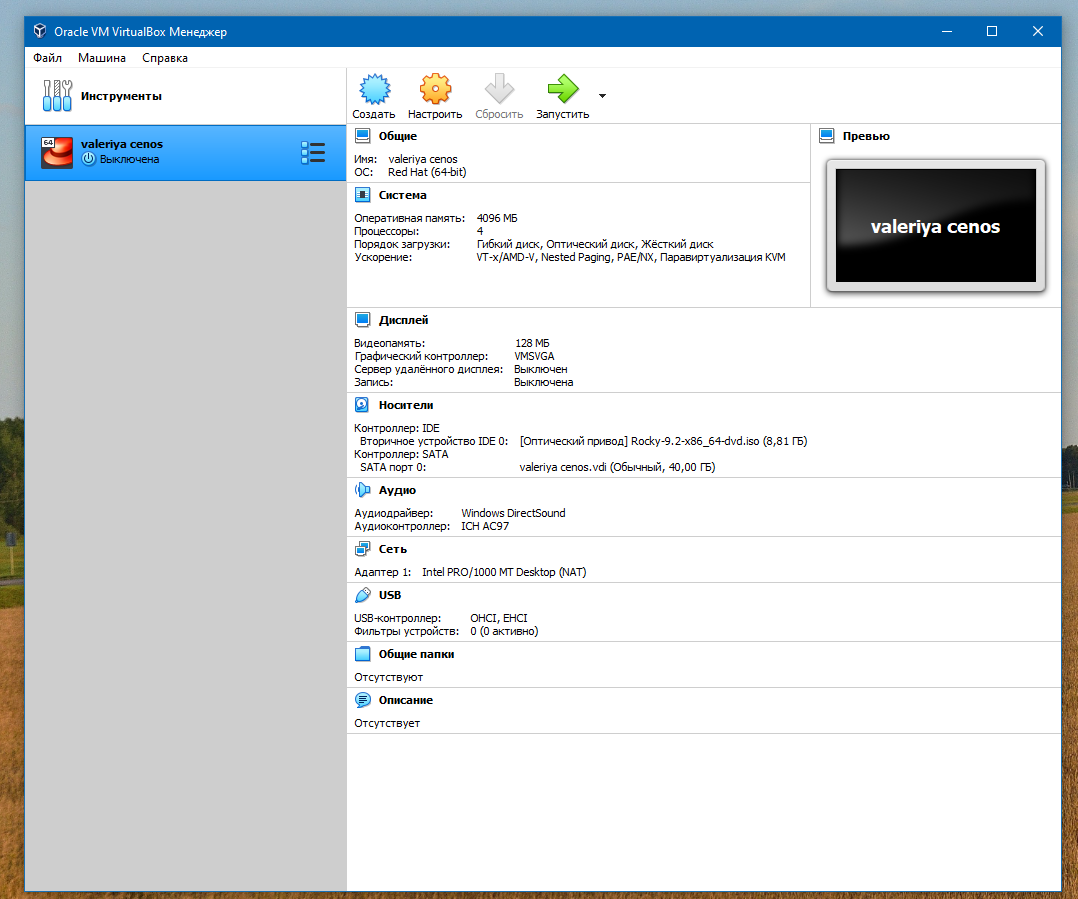 Oracle VM VirtualBox Менеджер
Файл Машина Справка
Инструменты
Создать Настроить Сбросить Запустить
64
valeriya cenos
Выключена
Общие
Имя: valeriya cenos
ОС: Red Hat (64-bit)
Превью
valeriya cenos
Система
Оперативная память: 4096 МБ
Процессоры: 4
Порядок загрузки: Гибкий диск, Оптический диск, Жёсткий диск
Ускорение: VT-x/AMD-V, Nested Paging, PAE/NX, Паравиртуализация KVM
Дисплей
Видеопамять: 128 МБ
Графический контроллер: VMSVGA
Сервер удалённого дисплея: Выключен
Запись: Выключена
Носители
Контроллер: IDE
Вторичное устройство IDE 0: [Оптический привод] Rocky-9.2-x86_64-dvd.iso (8,81 ГБ)
Контроллер: SATA
SATA порт 0: valeriya cenos.vdi (Обычный, 40,00 ГБ)
Аудио
Аудиодрайвер: Windows DirectSound
Аудиоконтроллер: ICH AC97
Сеть
Адаптер 1: Intel PRO/1000 MT Desktop (NAT)
USB
USB-контроллер: OHCI, EHCI
Фильтры устройств: 0 (0 активно)
Общие папки
Отсутствуют
Описание
Отсутствует